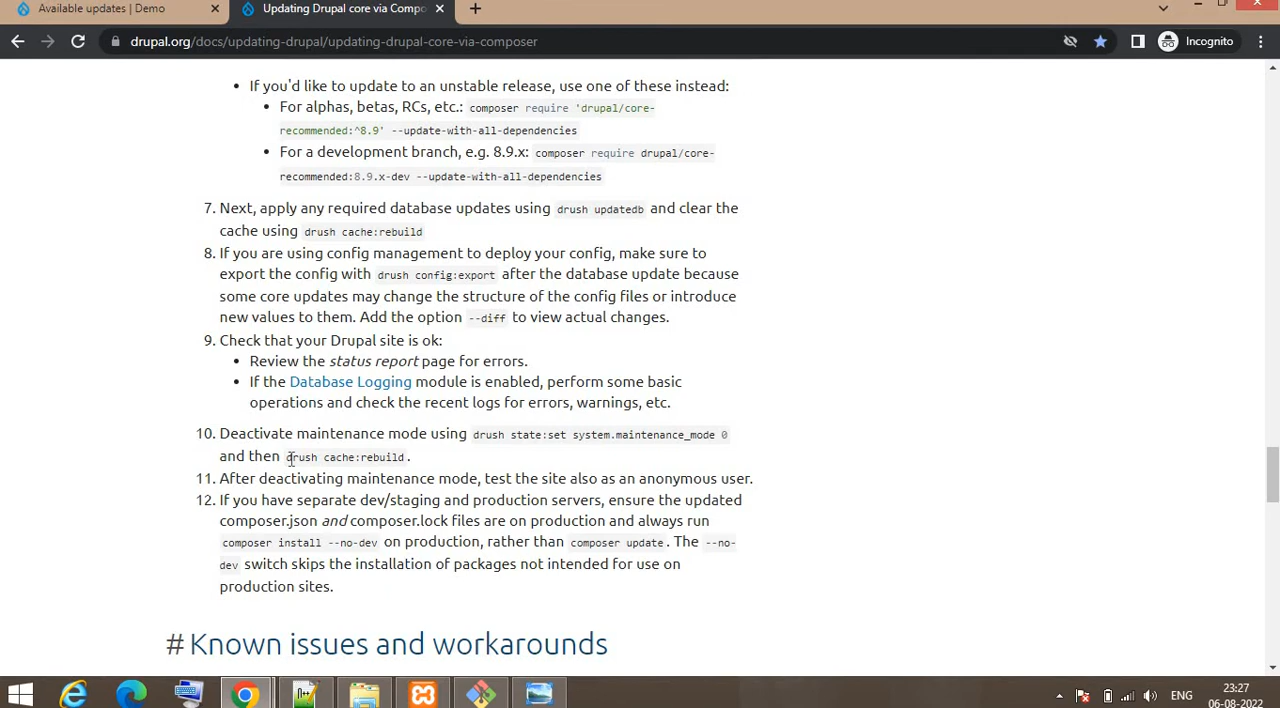 Available updates | Demo
Updating Drupal core via Compo
drupal.org/docs/updating-drupal/updating-drupal-core-via-composer
Incognito
• If you'd like to update to an unstable release, use one of these instead:
• For alphas, betas, RCs, etc.: composer require 'drupal/core-
recommended:^8.9' --update-with-all-dependencies
• For a development branch, e.g. 8.9.x: composer require drupal/core-
recommended:8.9.x-dev --update-with-all-dependencies
7. Next, apply any required database updates using drush updatedb and clear the
cache using drush cache:rebuild
8. If you are using config management to deploy your config, make sure to
export the config with drush config:export after the database update because
some core updates may change the structure of the config files or introduce
new values to them. Add the option --diff to view actual changes.
9. Check that your Drupal site is ok:
• Review the status report page for errors.
• If the Database Logging module is enabled, perform some basic
operations and check the recent logs for errors, warnings, etc.
10. Deactivate maintenance mode using drush state:set system.maintenance_mode 0
and then drush cache:rebuild.
11. After deactivating maintenance mode, test the site also as an anonymous user.
12. If you have separate dev/staging and production servers, ensure the updated
composer.json and composer.lock files are on production and always run
composer install --no-dev on production, rather than composer update. The --no-
dev switch skips the installation of packages not intended for use on
production sites.
# Known issues and workarounds
ENG
23:27
06-08-2022